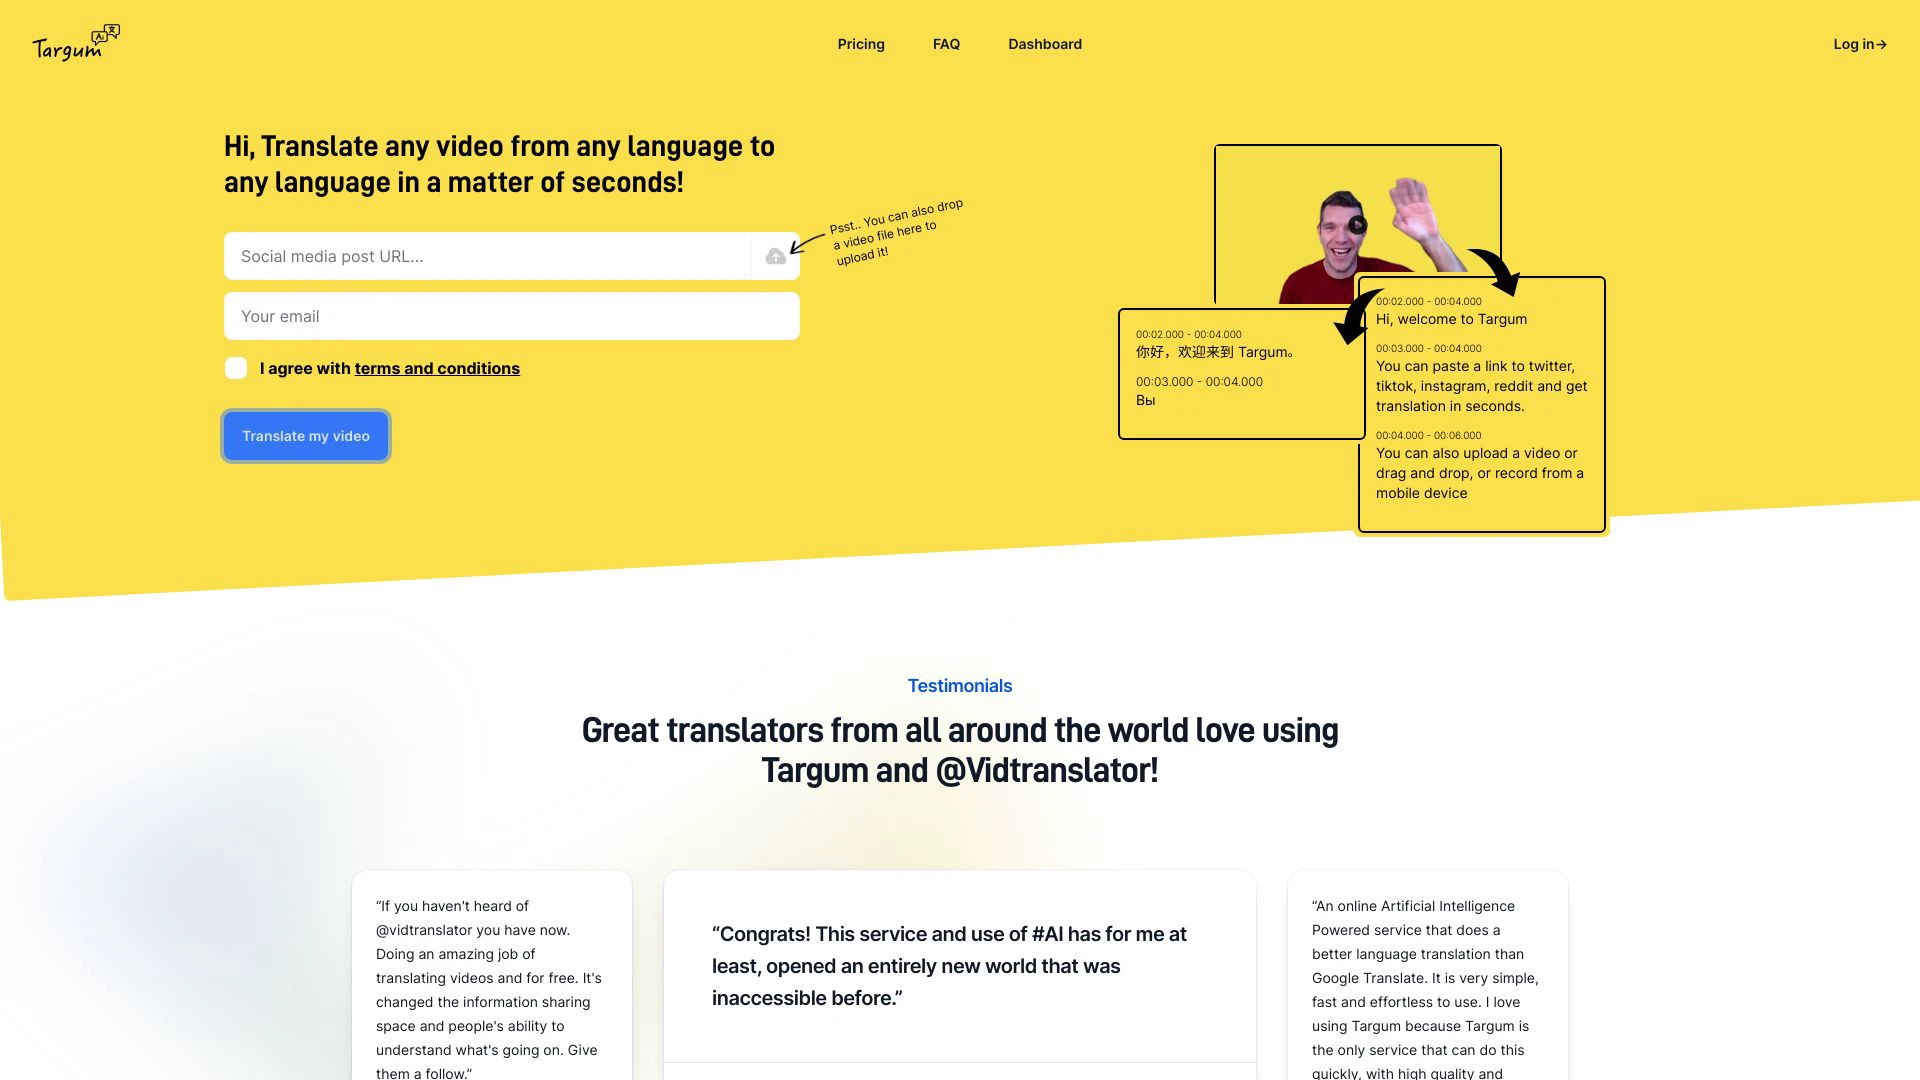 Targum
Pricing
FAQ
Dashboard
Log in→
Hi, Translate any video from any language to
any language in a matter of seconds!
Social media post URL...
Psst.. You can also drop
a video file here to
upload it!
Your email
I agree with terms and conditions
Translate my video
00:02.000 - 00:04.000
你好，欢迎来到 Targum。
00:03.000 - 00:04.000
Вы
00:02.000 - 00:04.000
Hi, welcome to Targum
00:03.000 - 00:04.000
You can paste a link to twitter,
tiktok, instagram, reddit and get
translation in seconds.
00:04.000 - 00:06.000
You can also upload a video or
drag and drop, or record from a
mobile device
Testimonials
Great translators from all around the world love using
Targum and @Vidtranslator!
“If you haven't heard of
@vidtranslator you have now.
Doing an amazing job of
translating videos and for free. It's
changed the information sharing
space and people's ability to
understand what's going on. Give
them a follow.”
“Congrats! This service and use of #AI has for me at
least, opened an entirely new world that was
inaccessible before.”
“An online Artificial Intelligence
Powered service that does a
better language translation than
Google Translate. It is very simple,
fast and effortless to use. I love
using Targum because Targum is
the only service that can do this
quickly, with high quality and